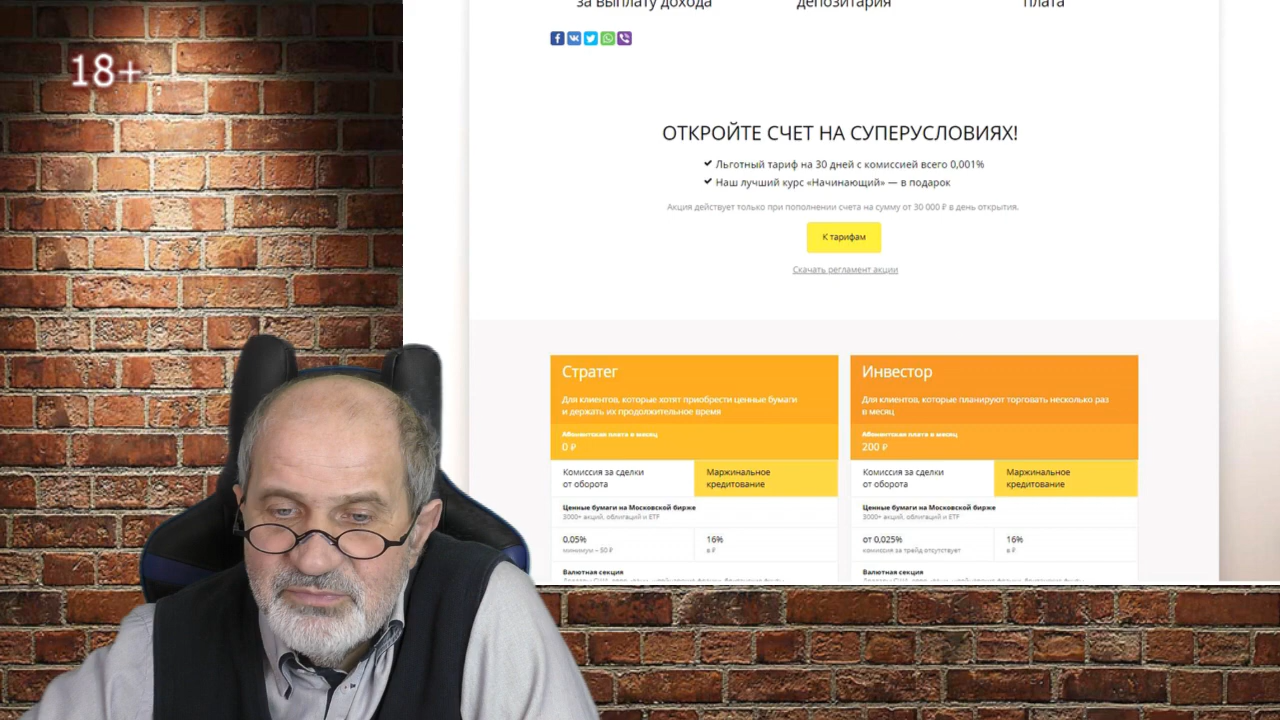 за выплату дохода
депозитария
плата
18+
ОТКРОЙТЕ СЧЕТ НА СУПЕРУСЛОВИЯХ!
Льготный тариф на 30 дней с комиссией всего 0,001%
Наш лучший курс «Начинающий» — в подарок
Акция действует только при пополнении счета на сумму от 30 000 ₽ в день открытия.
К тарифам
Скачать регламент акции
Стратег
Для клиентов, которые хотят приобрести ценные бумаги
и держать их продолжительное время
Абонентская плата в месяц
0 ₽
Комиссия за сделки
от оборота
Маржинальное
кредитование
Ценные бумаги на Московской бирже
3000+ акций, облигаций и ETF
0,05%
минимум – 50 ₽
16%
в ₽
Валютная секция
Инвестор
Для клиентов, которые планируют торговать несколько раз
в месяц
Абонентская плата в месяц
200 ₽
Комиссия за сделки
от оборота
Маржинальное
кредитование
Ценные бумаги на Московской бирже
3000+ акций, облигаций и ETF
от 0,025%
комиссия за трейд отсутствует
16%
в ₽
Валютная секция